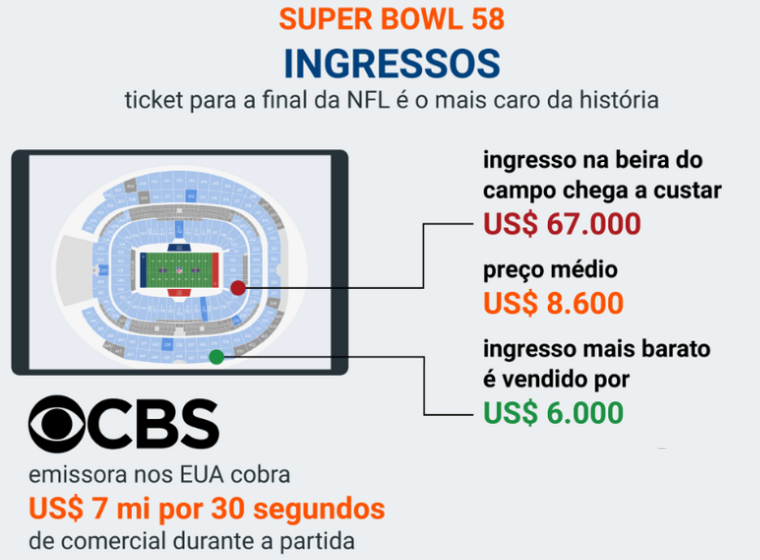 SUPER BOWL 58
INGRESSOS
ticket para a final da NFL é o mais caro da história
ingresso na beira do
campo chega a custar
US$ 67.000
preço médio
US$ 8.600
ingresso mais barato
é vendido por
US$ 6.000
CBS
emissora nos EUA cobra
US$ 7 mi por 30 segundos
de comercial durante a partida